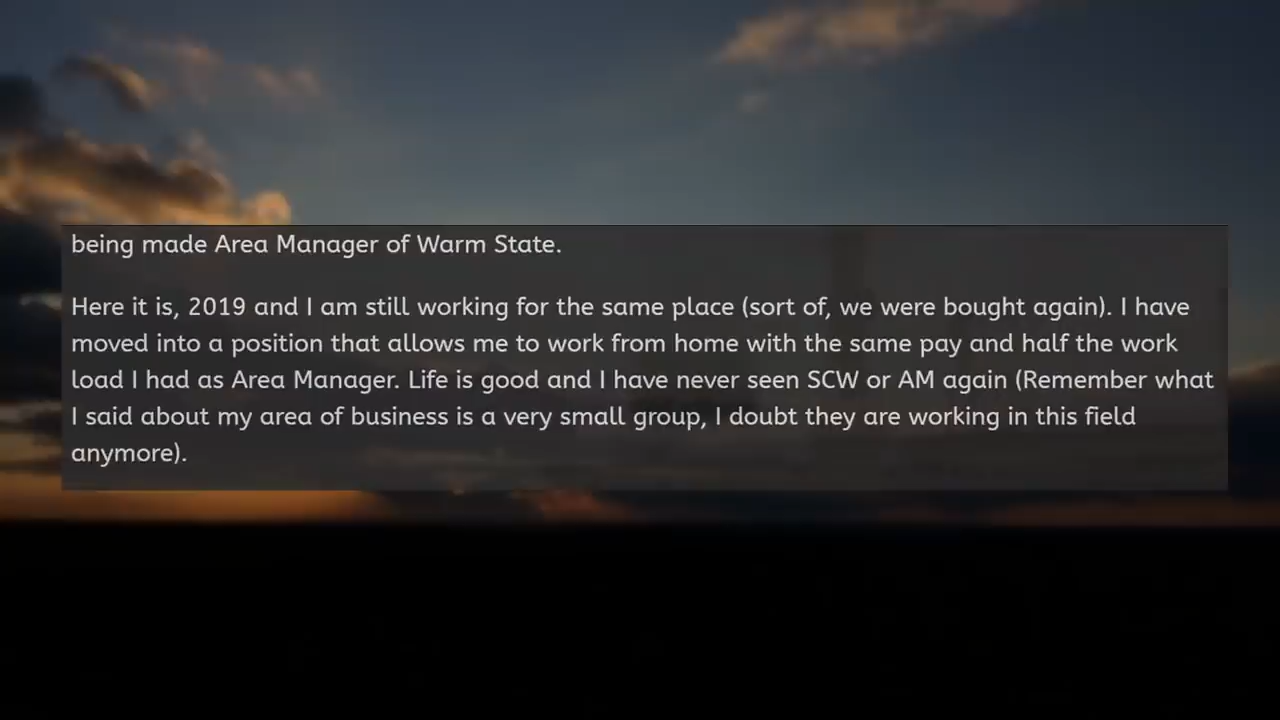 being made Area Manager of Warm State.
Here it is, 2019 and I am still working for the same place (sort of, we were bought again). I have
moved into a position that allows me to work from home with the same pay and half the work
load I had as Area Manager. Life is good and I have never seen SCW or AM again (Remember what
I said about my area of business is a very small group, I doubt they are working in this field
anymore).